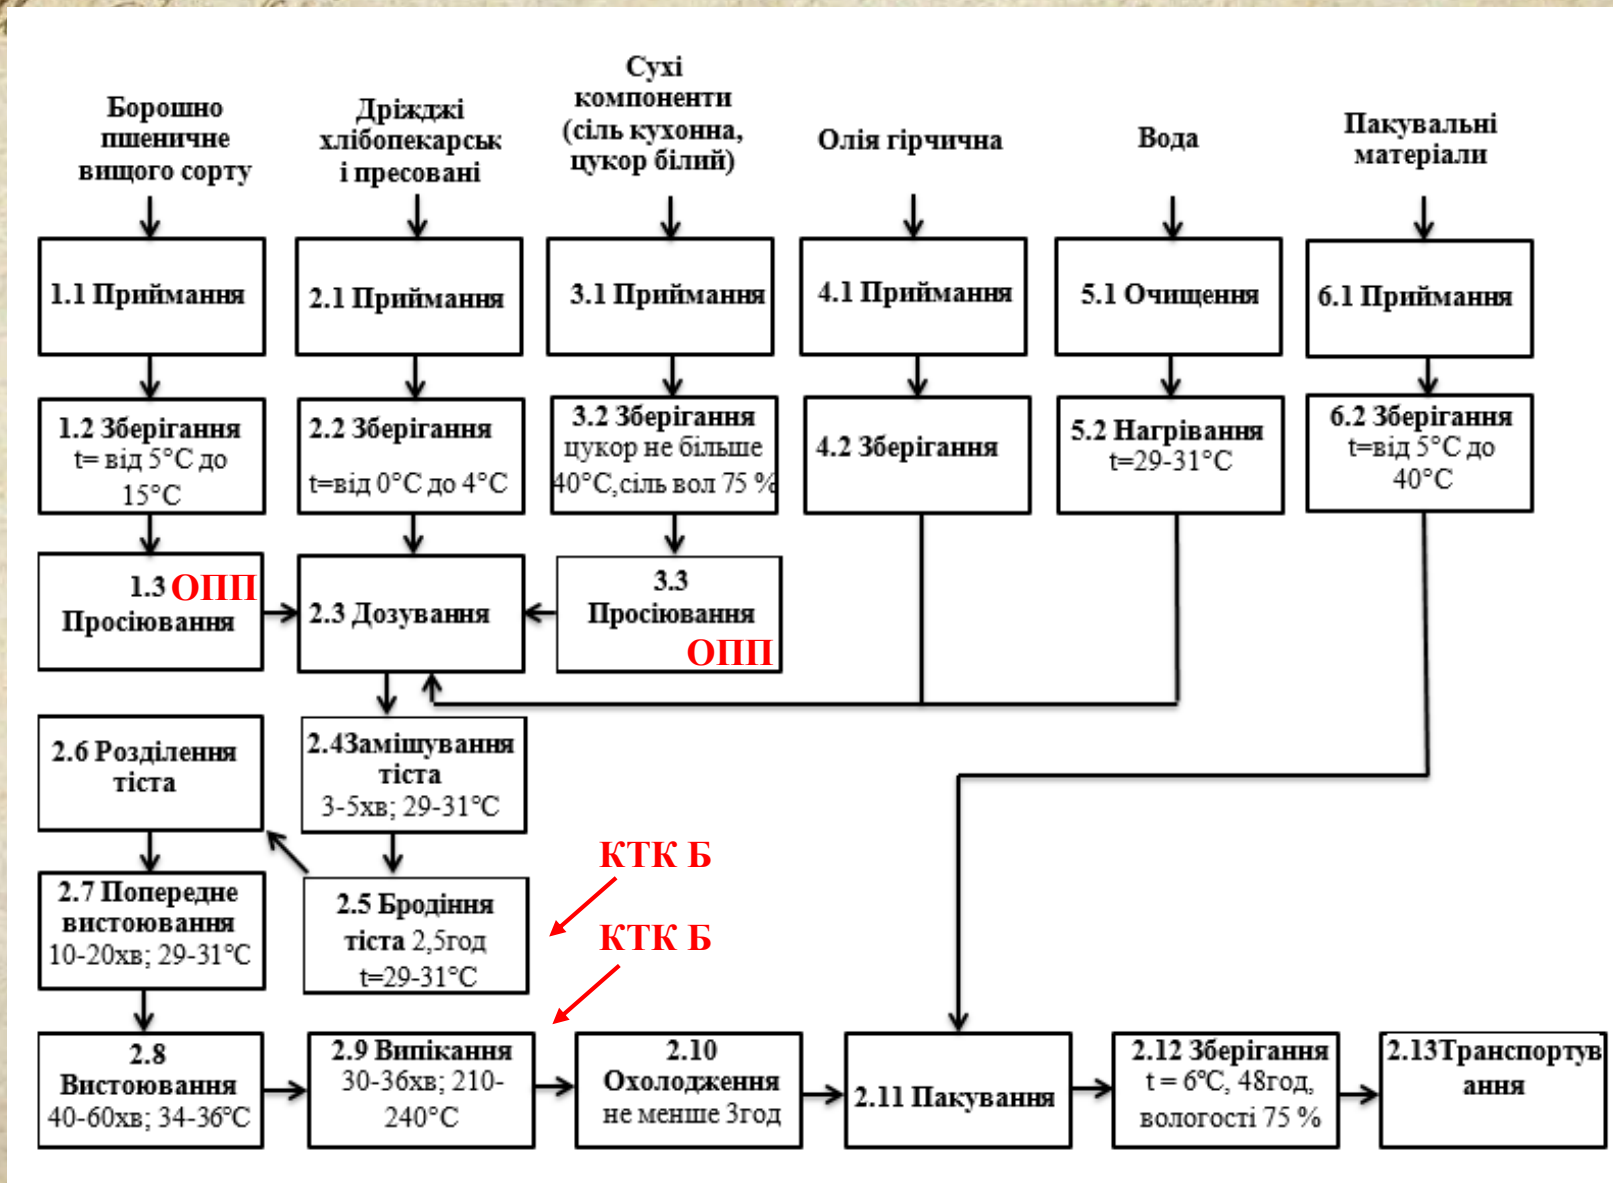 Борошно
пшеничне
вищого сорту
Дріжджі
хлібопекарськ
і пресовані
Сухі
компоненти
(сіль кухонна,
цукор білий)
Олія гірчична
Вода
Пакувальні
матеріали
1.1 Приймання
2.1 Приймання
3.1 Приймання
4.1 Приймання
5.1 Очищення
6.1 Приймання
1.2 Зберігання
t= від 5°С до
15°С
2.2 Зберігання
t=від 0°С до 4°С
3.2 Зберігання
цукор не більше
40°С,сіль вол 75 %
4.2 Зберігання
5.2 Нагрівання
t=29-31°С
6.2 Зберігання
t=від 5°С до
40°С
1.3 ОПП
Просіювання
2.3 Дозування
3.3
Просіювання
ОПП
2.6 Розділення
тіста
2.4Замішування
тіста
3-5хв; 29-31°С
КТК Б
2.7 Попереднє
вистоювання
10-20хв; 29-31°С
2.5 Бродіння
тіста 2,5год
t=29-31°С
КТК Б
2.8
Вистоювання
40-60хв; 34-36°С
2.9 Випікання
30-36хв; 210-
240°С
2.10
Охолодження
не менше 3год
2.11 Пакування
2.12 Зберігання
t = 6°С, 48год,
вологості 75 %
2.13Транспортув
ання